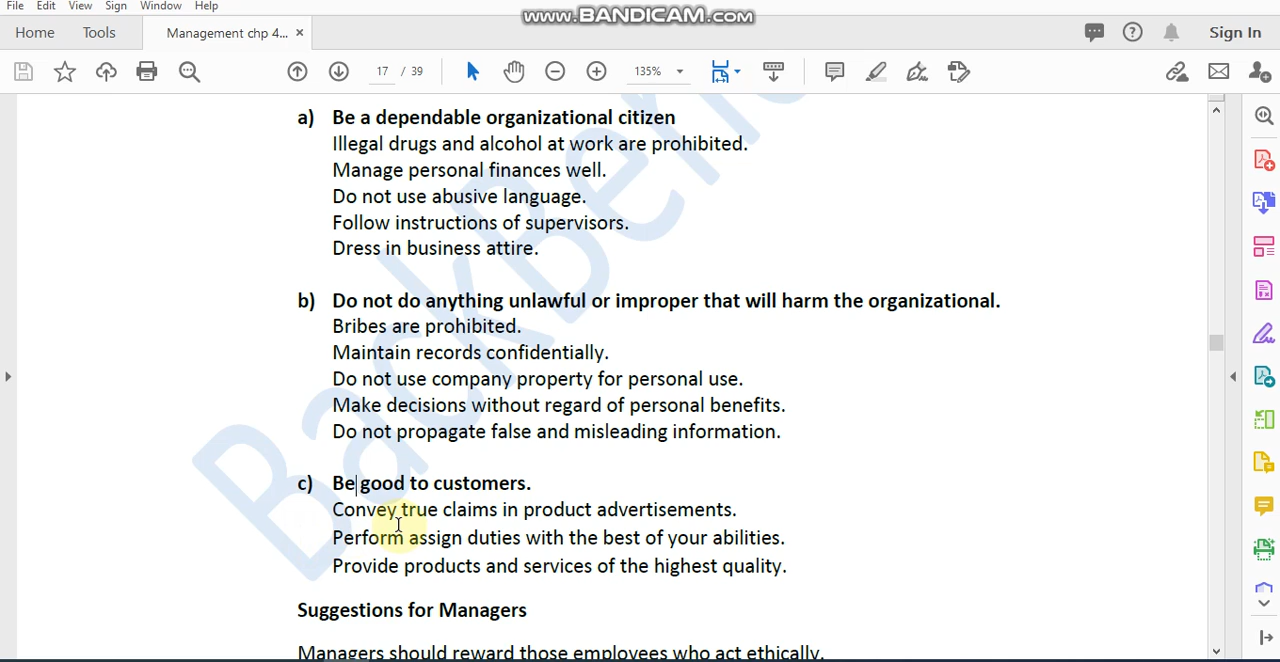 File Edit View Sign Window Help
www.BANDICAM.com
Home Tools Management chp 4... × Sign In
17 / 39 135%
a) Be a dependable organizational citizen
Illegal drugs and alcohol at work are prohibited.
Manage personal finances well.
Do not use abusive language.
Follow instructions of supervisors.
Dress in business attire.
b) Do not do anything unlawful or improper that will harm the organizational.
Bribes are prohibited.
Maintain records confidentially.
Do not use company property for personal use.
Make decisions without regard of personal benefits.
Do not propagate false and misleading information.
c) Be good to customers.
Convey true claims in product advertisements.
Perform assign duties with the best of your abilities.
Provide products and services of the highest quality.
Suggestions for Managers
Managers should reward those employees who act ethically.